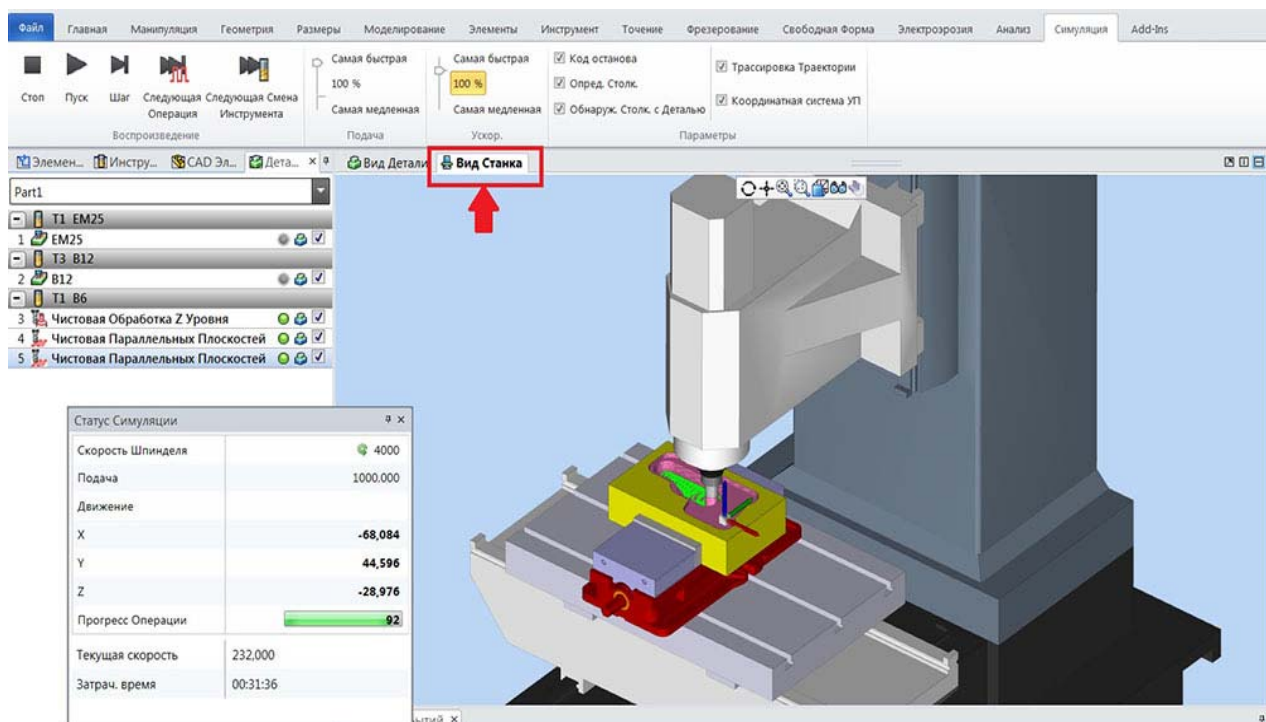 Файл Главная Манипуляция Геометрия Размеры Моделирование Элементы Инструмент Точение Фрезерование Свободная Форма Электроэрозия Анализ Симуляция Add-Ins
Стоп Пуск Шаг Следующая Операция Следующая Смена Инструмента
Воспроизведение
Самая быстрая
100 %
Самая медленная
Подача
Самая быстрая
100 %
Самая медленная
Ускор.
Код останова
Опред. Столк.
Обнаруж. Столк. с Деталью
Трассировка Траектории
Координатная система УП
Параметры
Элемен... Инстру... CAD Эл... Дета... Вид Детали Вид Станка
Part1
T1 EM25
1 EM25
T3 B12
2 B12
T1 B6
3 Чистовая Обработка Z Уровня
4 Чистовая Параллельных Плоскостей
5 Чистовая Параллельных Плоскостей
Статус Симуляции
Скорость Шпинделя 4000
Подача 1000.000
Движение
X -68,084
Y 44,596
Z -28,976
Прогресс Операции 92
Текущая скорость 232,000
Затрач. время 00:31:36